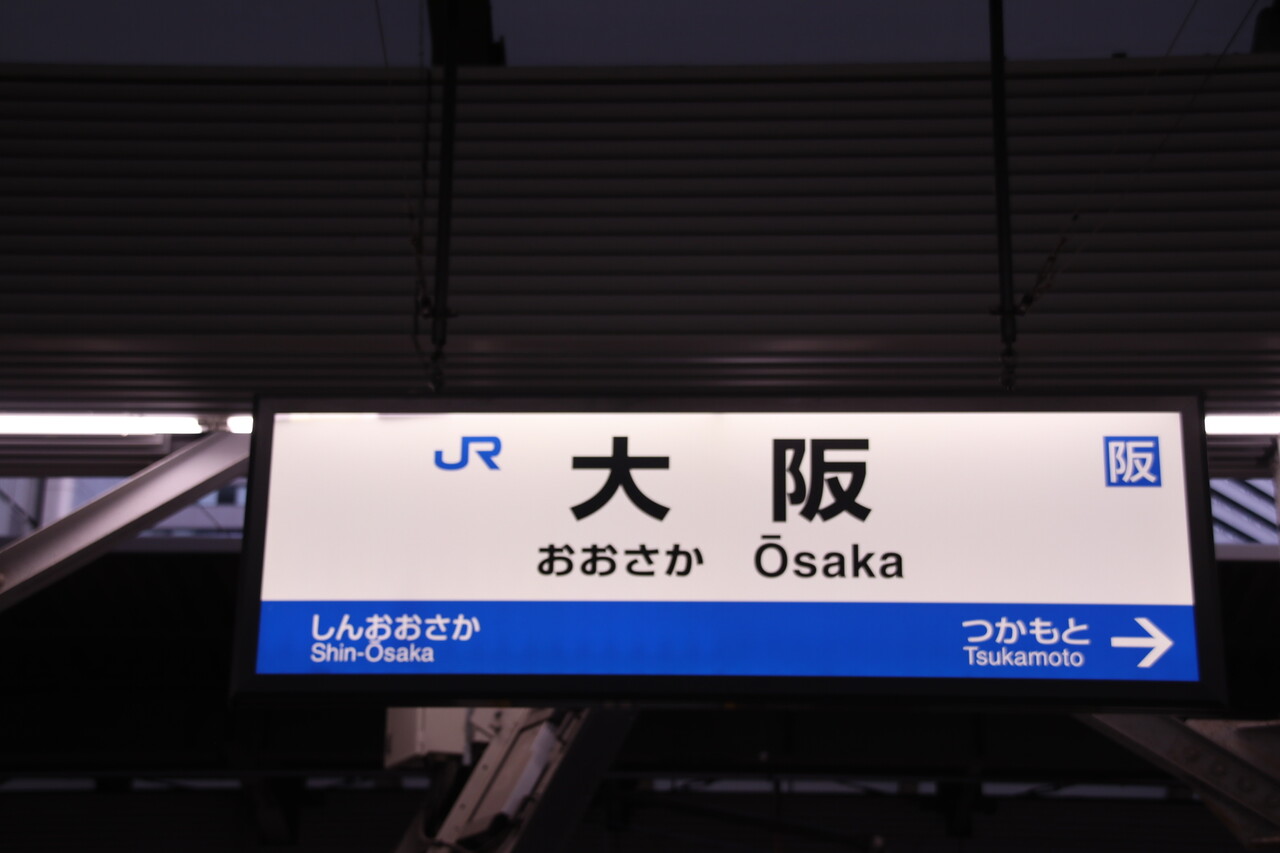 JR 大阪 阪
おおさか Ōsaka
しんおおさか つかもと →
Shin-Ōsaka Tsukamoto